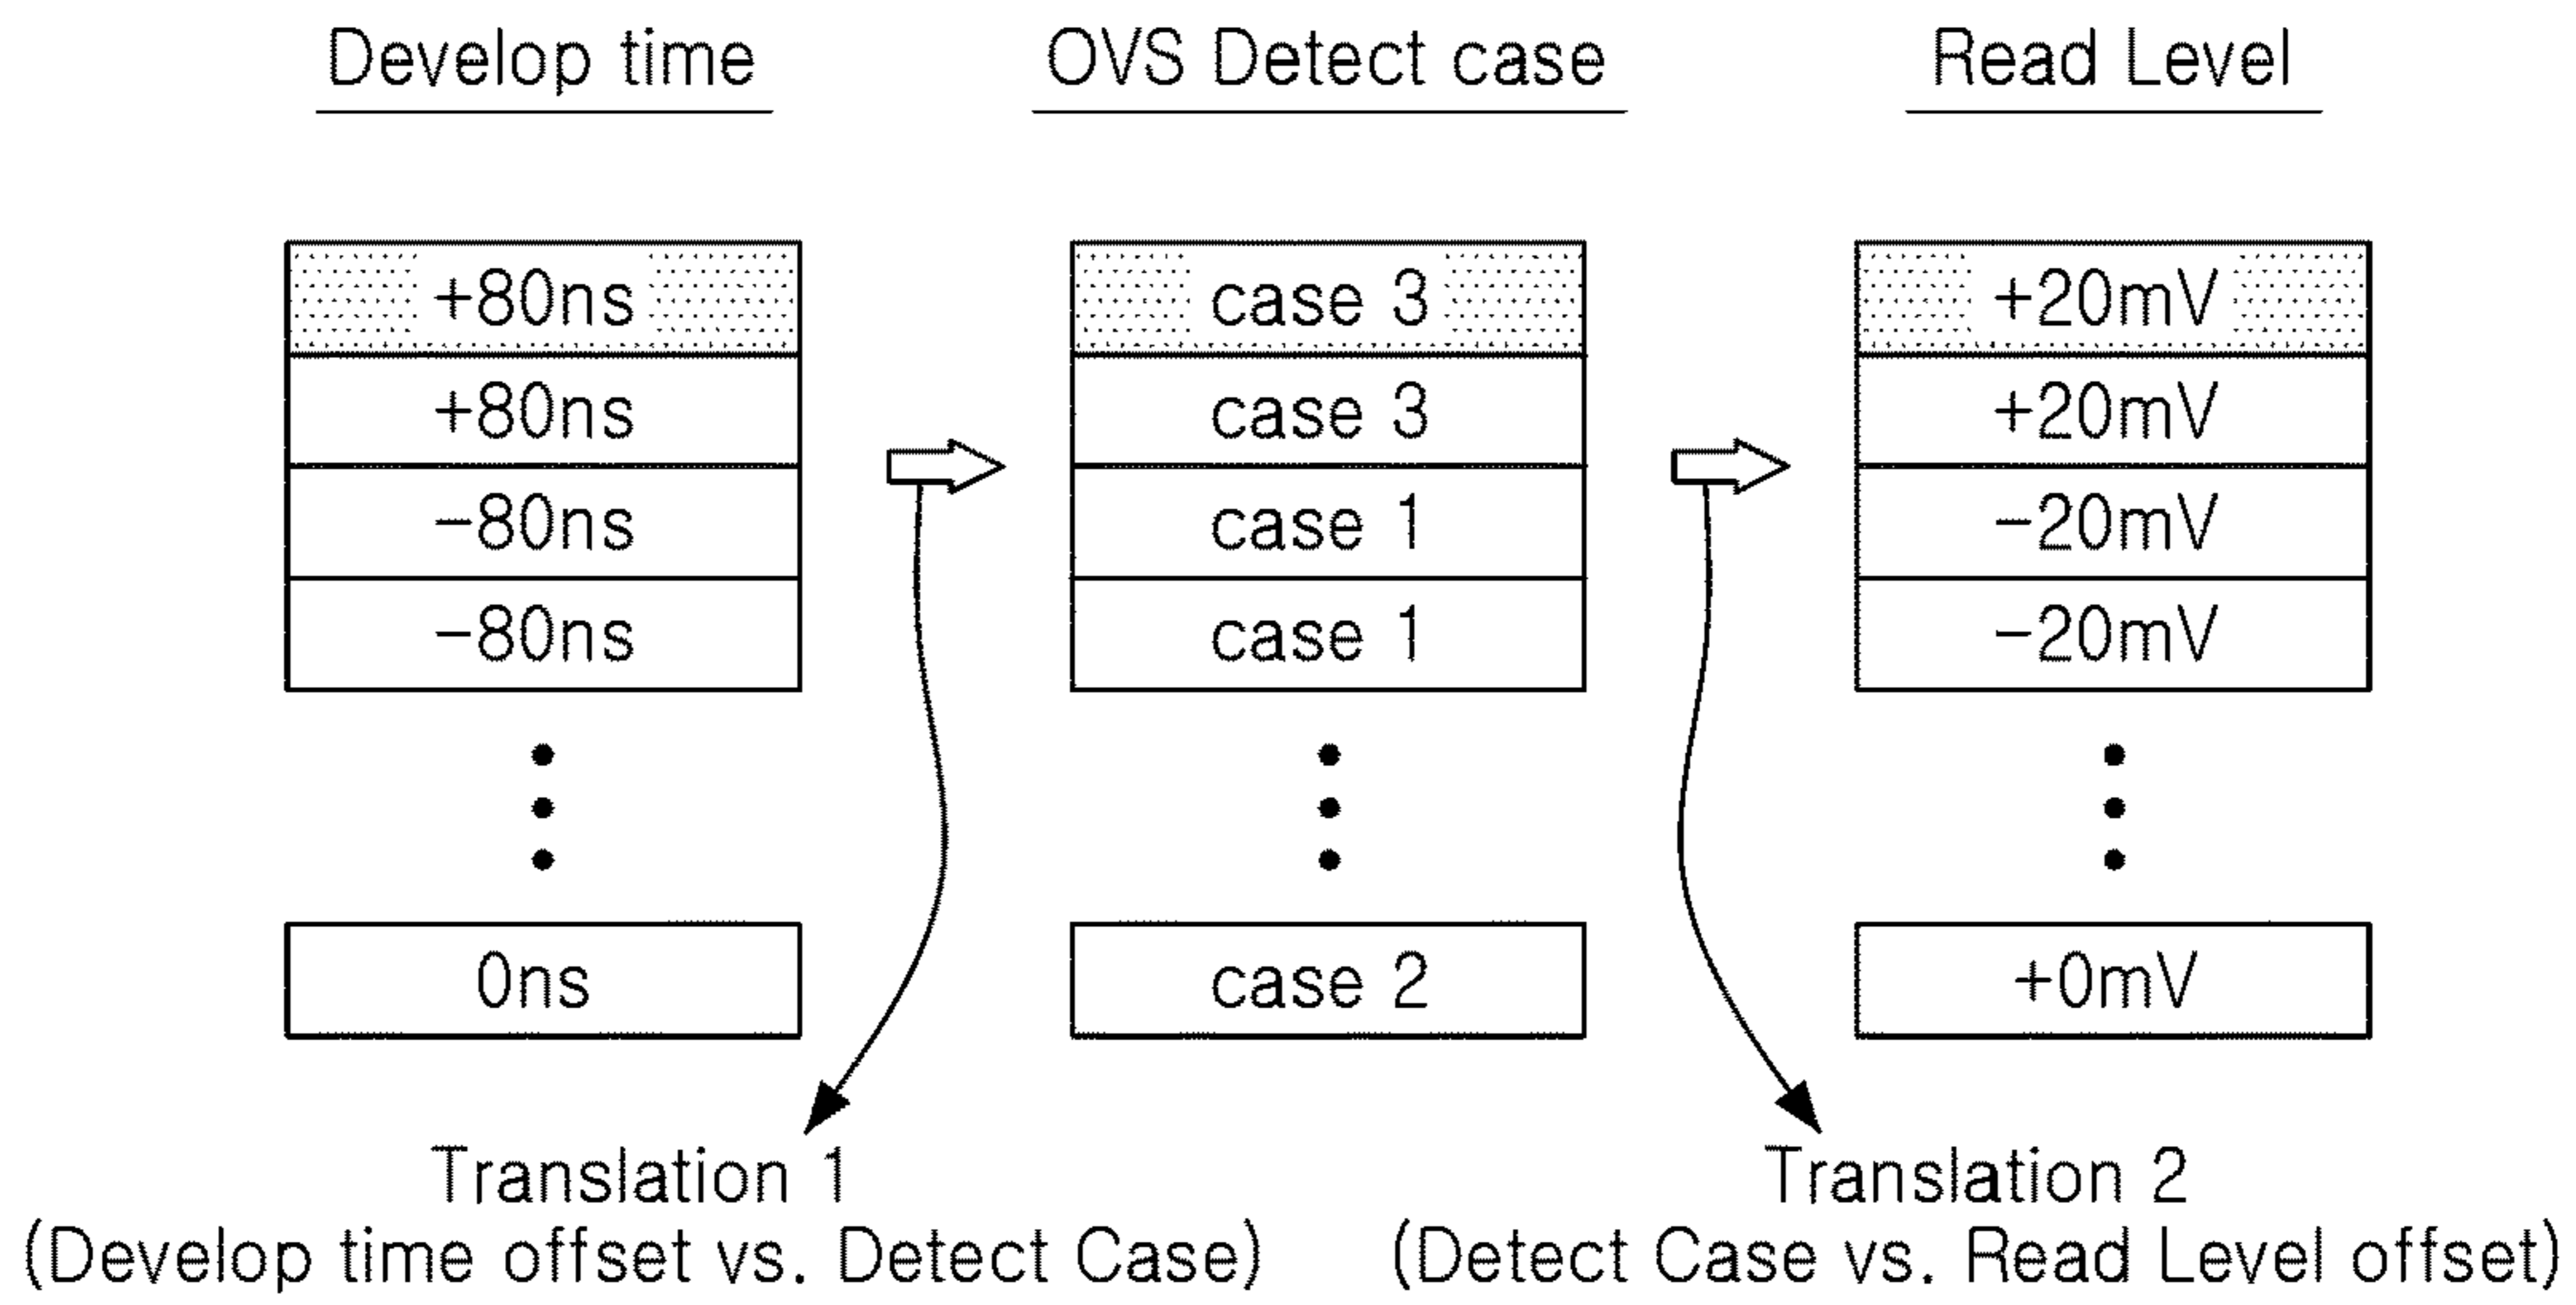 Develop time
OVS Detect case
Read Level
+80ns
case 3
+20mV
+80ns
case 3
+20mV
-80ns
case 1
-20mV
-80ns
case 1
-20mV
0ns
case 2
+0mV
Translation 1
(Develop time offset vs. Detect Case)
Translation 2
(Detect Case vs. Read Level offset)